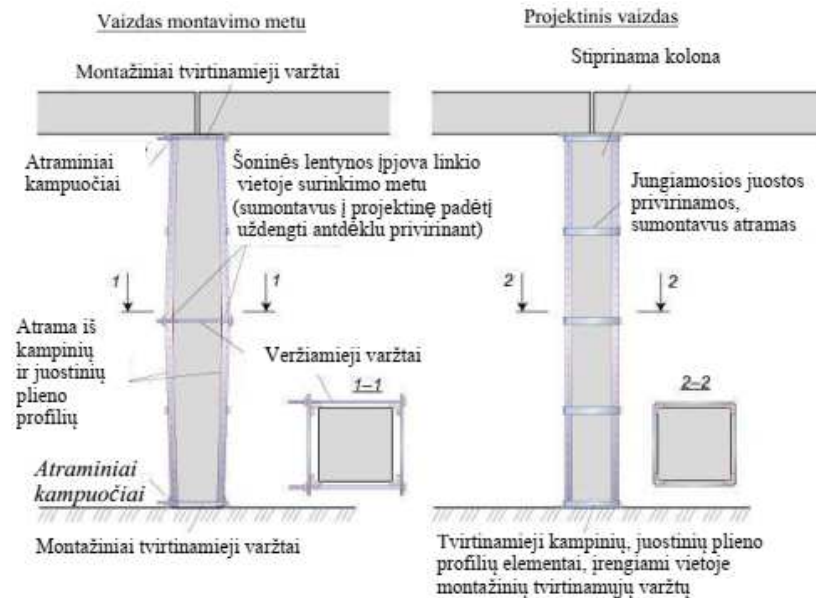 Vaizdas montavimo metu
Montažiniai tvirtinamieji varžtai
Atraminiai
kampuočiai
Šoninės lentynos įpjova linkio
vietoje surinkimo metu
(sumontavus į projektinę padėtį
uždengti antdėklu privirinant)
1
1
Atrama iš
kampinių
ir juostinių
plieno
profilių
Veržiamieji varžtai
1–1
Atraminiai
kampuočiai
Montažiniai tvirtinamieji varžtai
Projektinis vaizdas
Stiprinama kolona
Jungiamosios juostos
privirinamos,
sumontavus atramas
2
2
2–2
Tvirtinamieji kampinių, juostinių plieno
profilių elementai, įrengiami vietoje
montažinių tvirtinamųjų varžtų